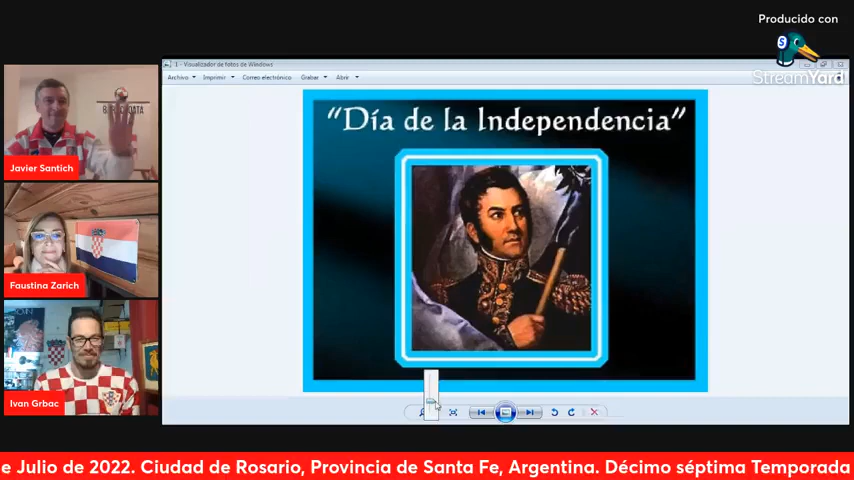 Producido con
StreamYard
1 - Visualizador de fotos de Windows
Archivo
Imprimir
Correo electrónico
Grabar
Abrir
"Día de la Independencia"
Javier Santich
Faustina Zarich
Ivan Grbac
e Julio de 2022. Ciudad de Rosario, Provincia de Santa Fe, Argentina. Décimo séptima Temporada